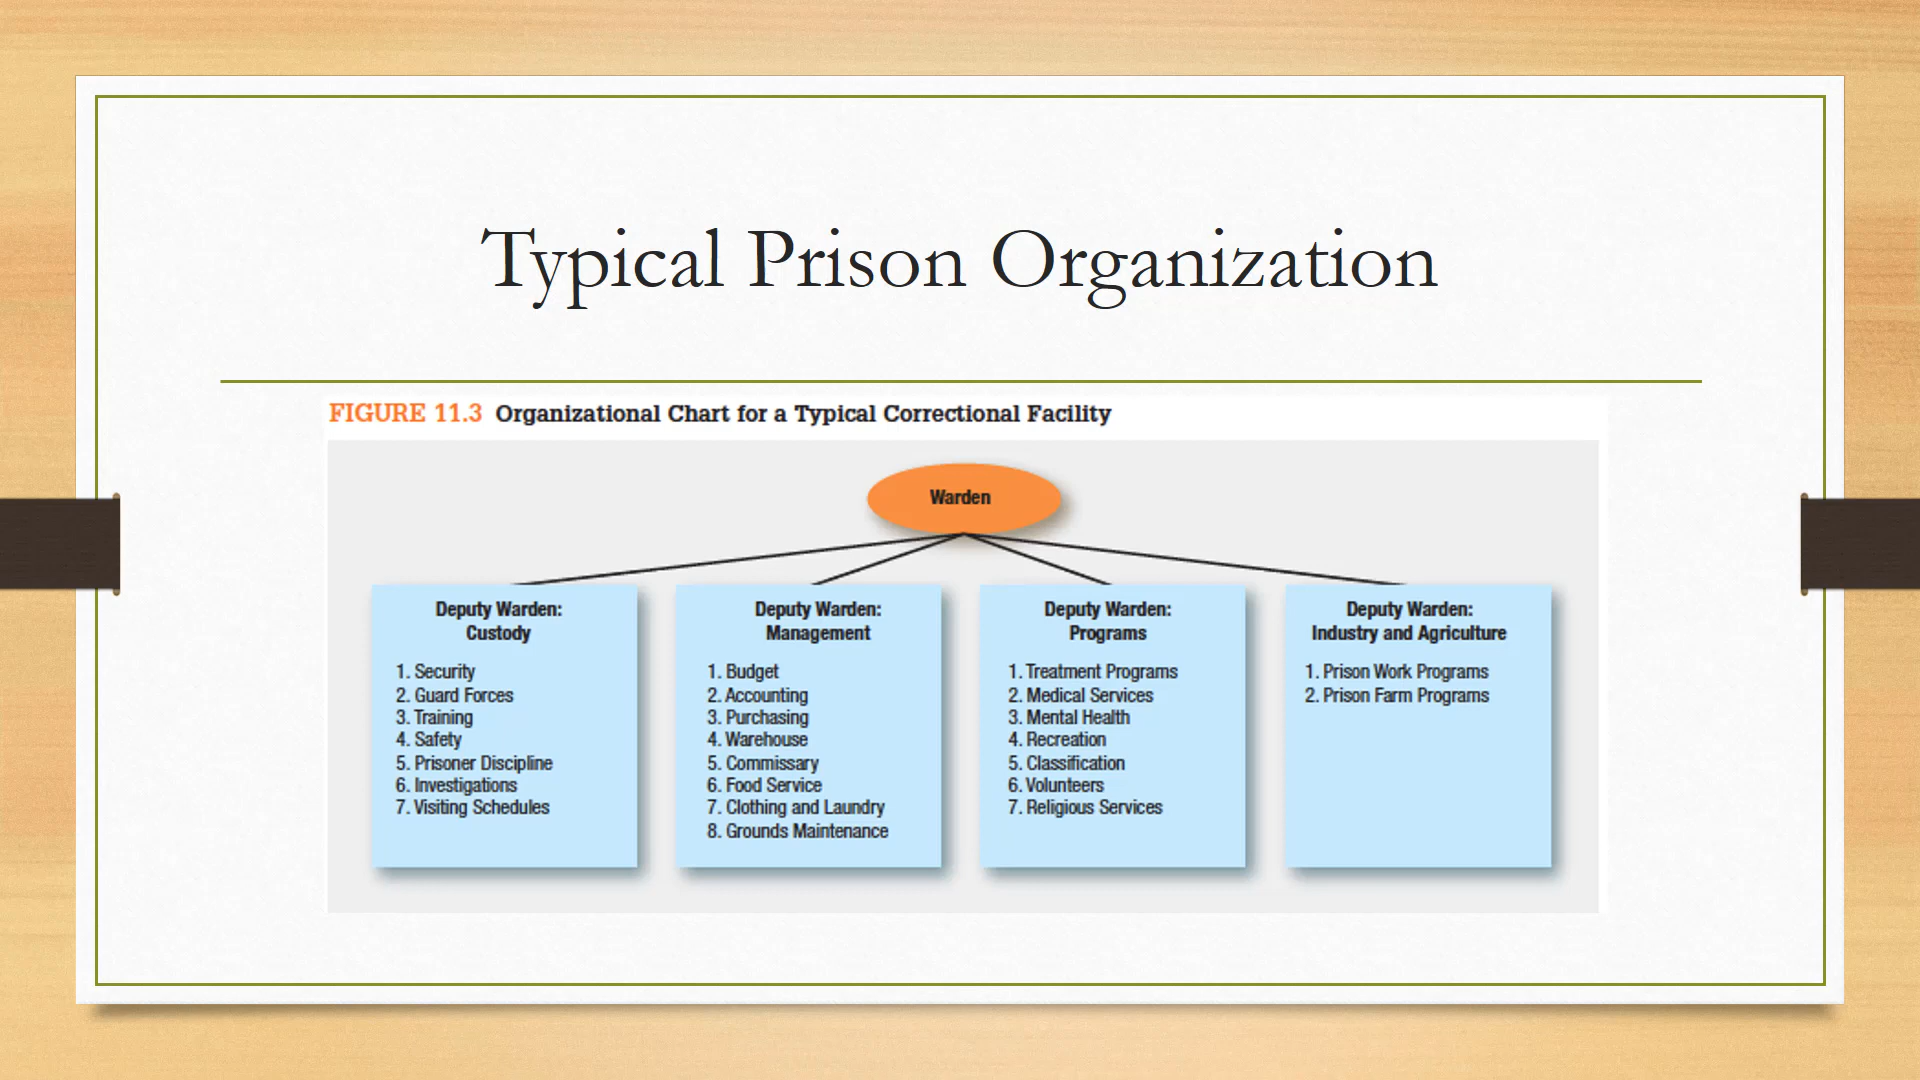 Typical Prison Organization
FIGURE 11.3 Organizational Chart for a Typical Correctional Facility
Warden
Deputy Warden:
Custody
1. Security
2. Guard Forces
3. Training
4. Safety
5. Prisoner Discipline
6. Investigations
7. Visiting Schedules
Deputy Warden:
Management
1. Budget
2. Accounting
3. Purchasing
4. Warehouse
5. Commissary
6. Food Service
7. Clothing and Laundry
8. Grounds Maintenance
Deputy Warden:
Programs
1. Treatment Programs
2. Medical Services
3. Mental Health
4. Recreation
5. Classification
6. Volunteers
7. Religious Services
Deputy Warden:
Industry and Agriculture
1. Prison Work Programs
2. Prison Farm Programs